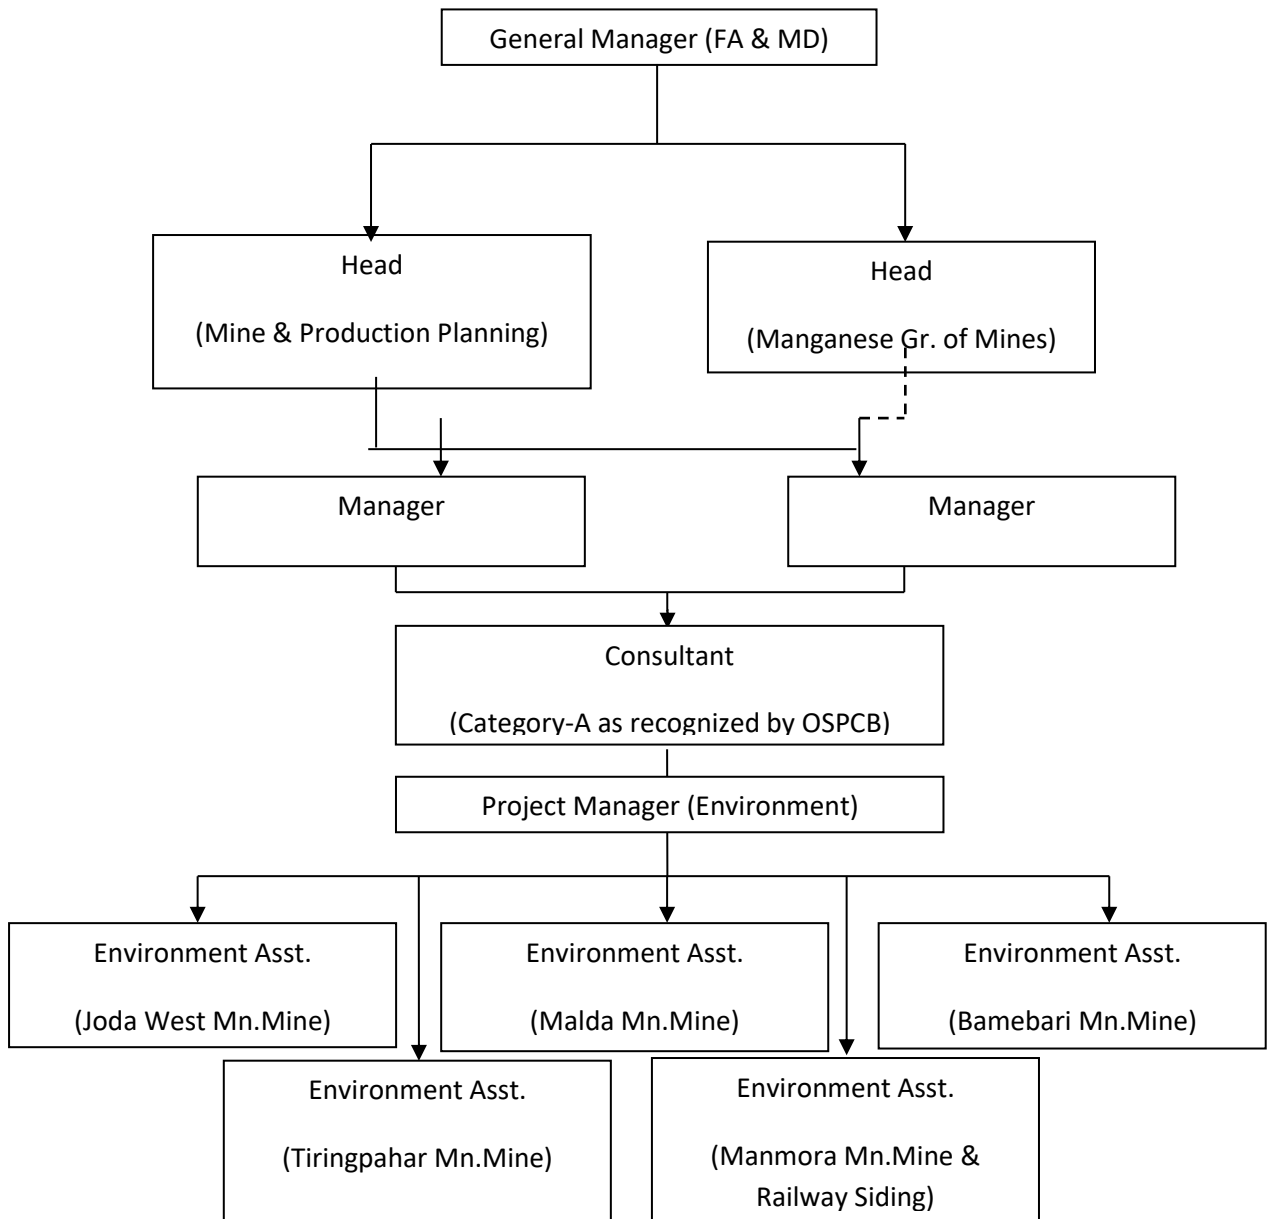 General Manager (FA & MD)
Head
(Mine & Production Planning)
Head
(Manganese Gr. of Mines)
Manager
Manager
Consultant
(Category-A as recognized by OSPCB)
Project Manager (Environment)
Environment Asst.
(Joda West Mn.Mine)
Environment Asst.
(Malda Mn.Mine)
Environment Asst.
(Bamebari Mn.Mine)
Environment Asst.
(Tiringpahar Mn.Mine)
Environment Asst.
(Manmora Mn.Mine &
Railway Siding)